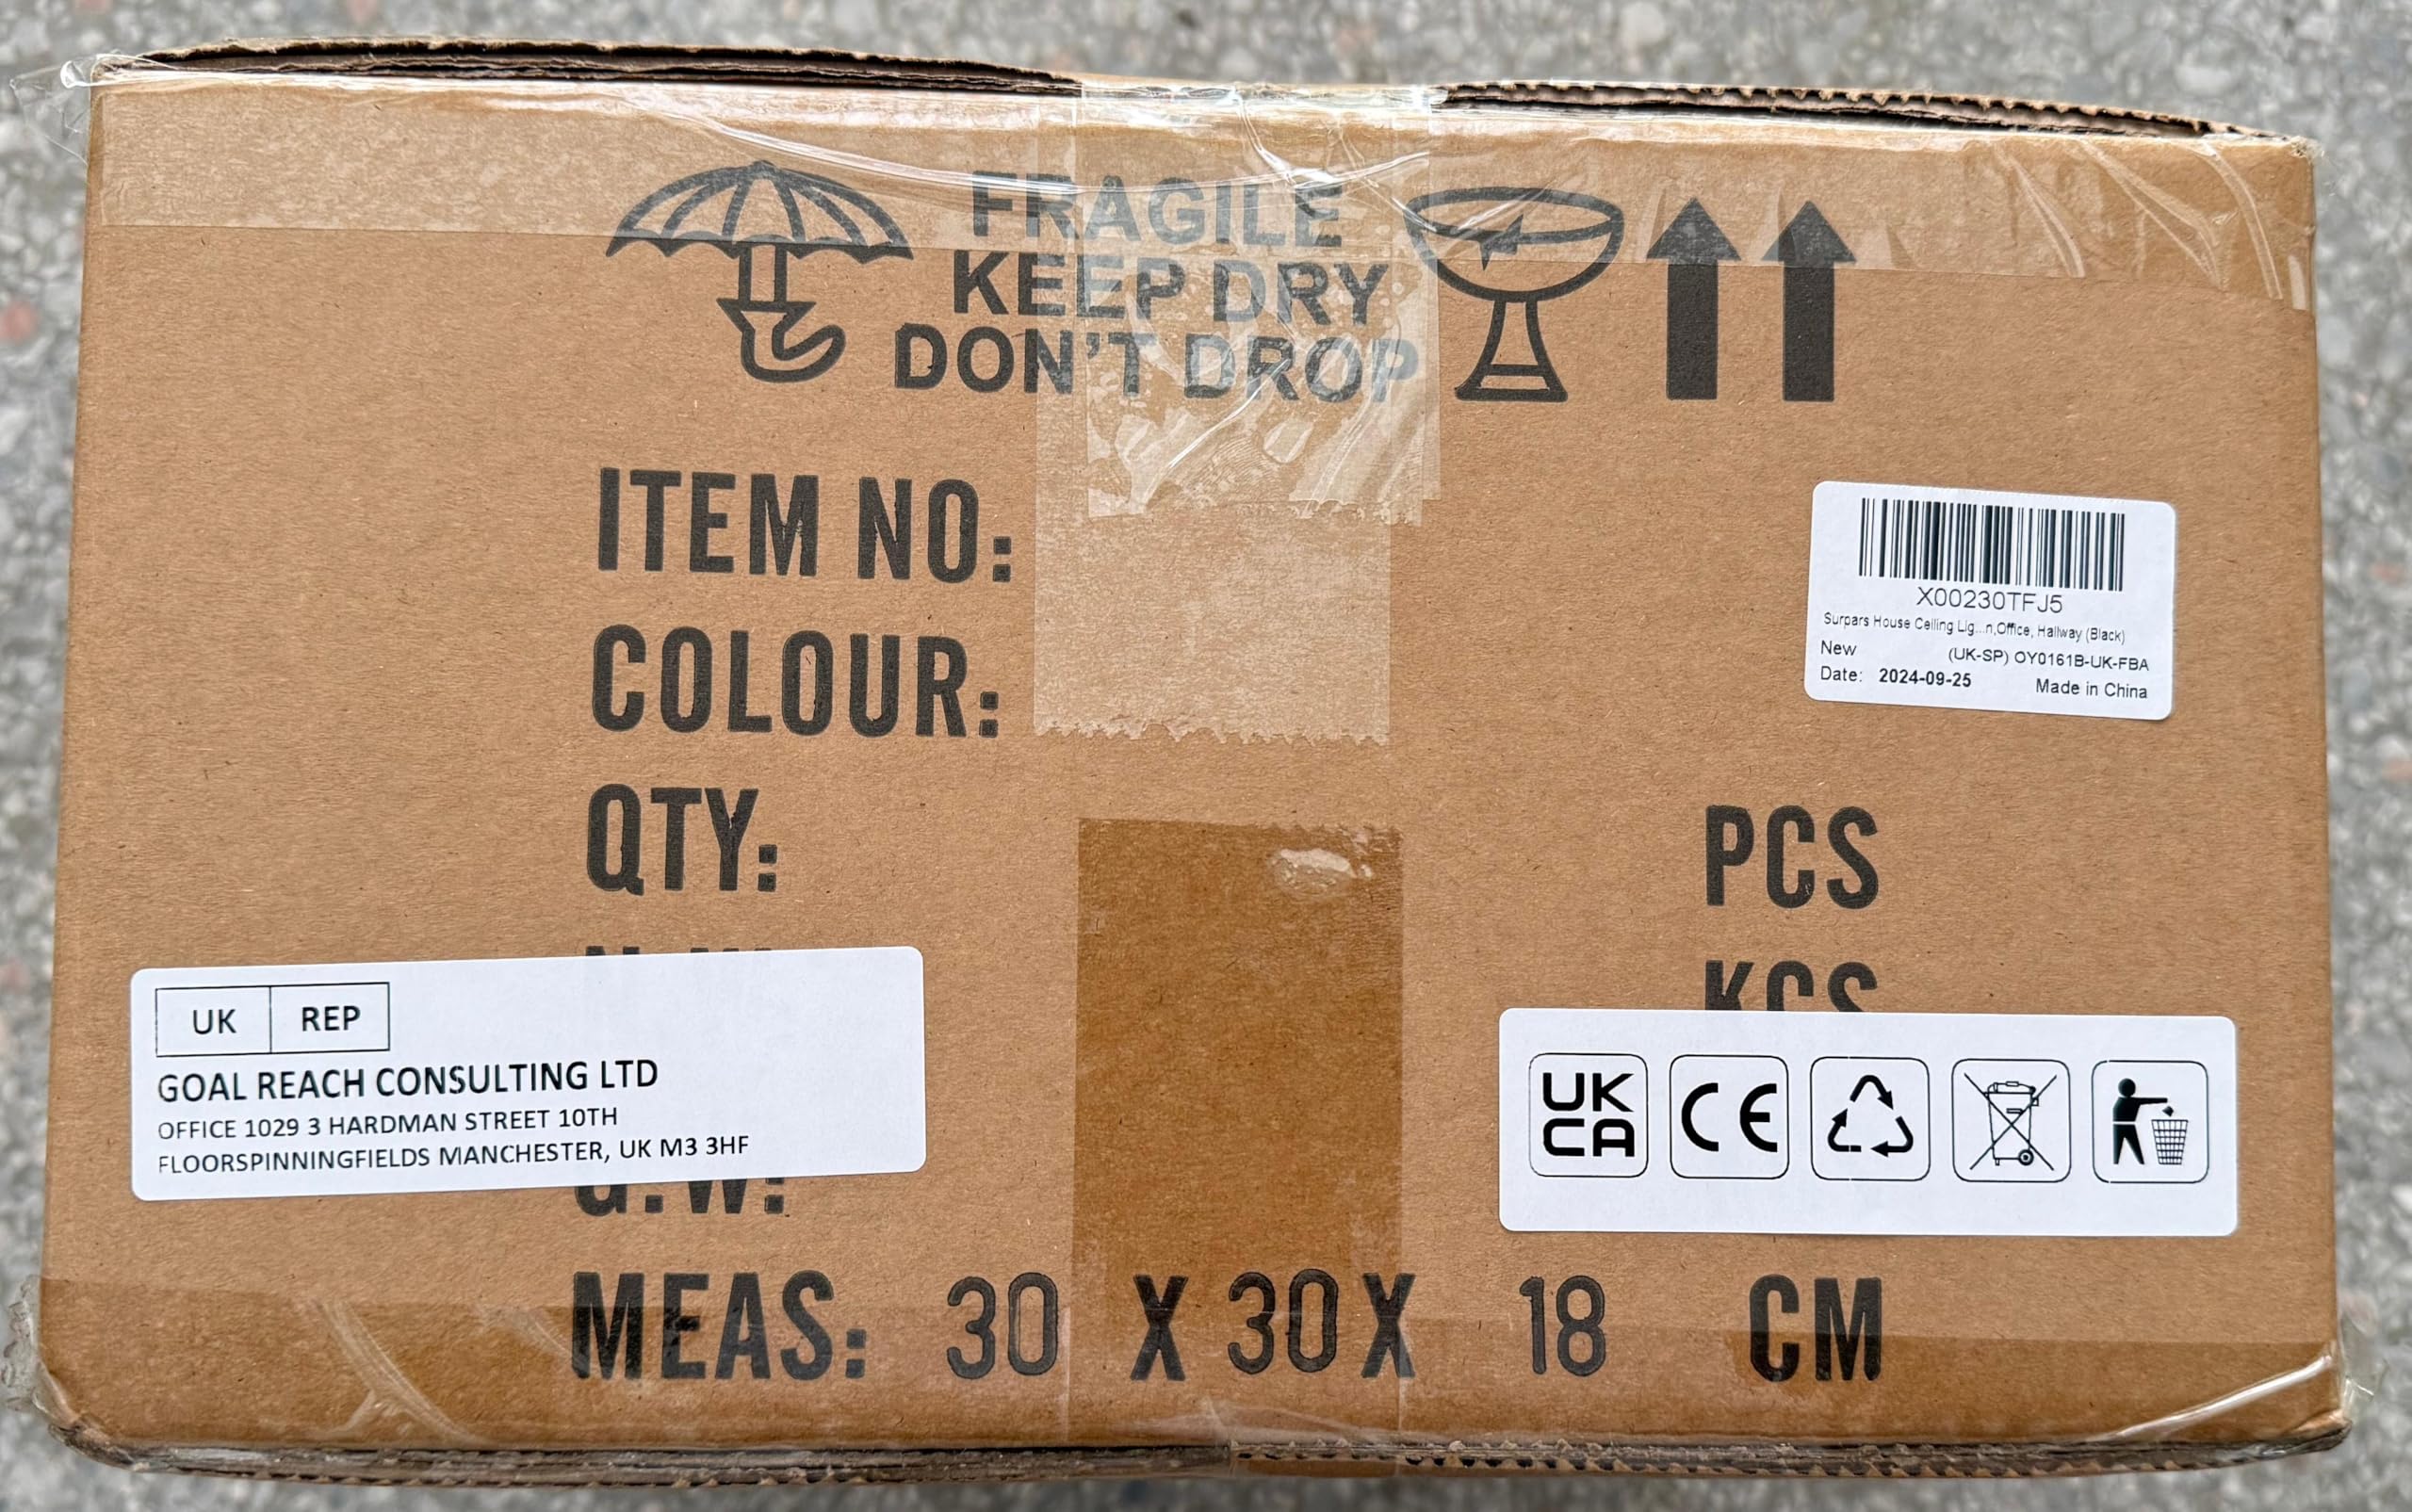 FRAGILE
KEEP DRY
DON'T DROP
ITEM NO:
COLOUR:
QTY: PCS
KGS
G.W:
MEAS: 30 X 30 X 18 CM
X00230TFJ5
Surpars House Ceiling Lig...n,Office, Hallway (Black)
New (UK-SP) OY0161B-UK-FBA
Date: 2024-09-25 Made in China
UK REP
GOAL REACH CONSULTING LTD
OFFICE 1029 3 HARDMAN STREET 10TH
FLOORSPINNINGFIELDS MANCHESTER, UK M3 3HF
UK
CA
CE